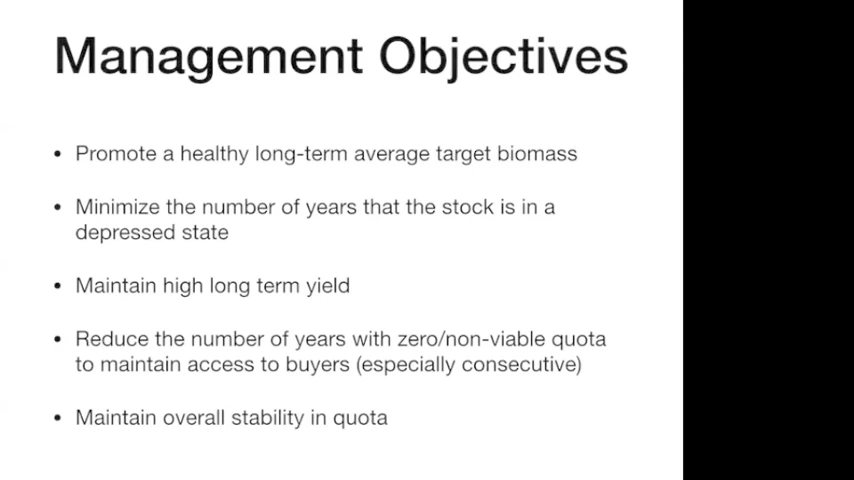 Management Objectives
• Promote a healthy long-term average target biomass
• Minimize the number of years that the stock is in a
depressed state
• Maintain high long term yield
• Reduce the number of years with zero/non-viable quota
to maintain access to buyers (especially consecutive)
• Maintain overall stability in quota